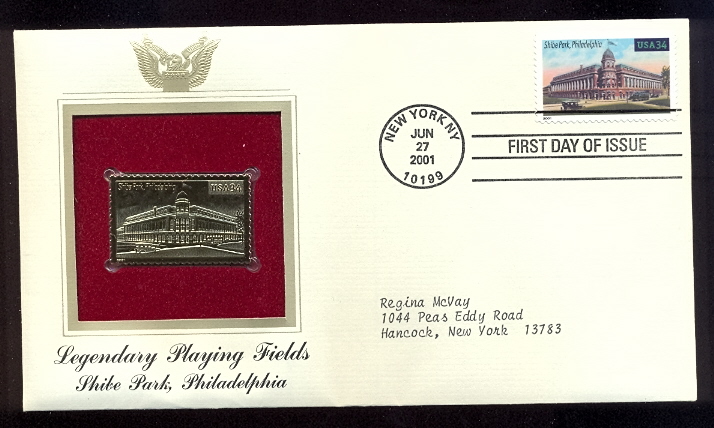 Shibe Park, Philadelphia
USA34
NEW YORK, NY
JUN
27
2001
10199
FIRST DAY OF ISSUE
Shibe Park, Philadelphia
USA34
Regina McVay
1044 Peas Eddy Road
Hancock, New York 13783
Legendary Playing Fields
Shibe Park, Philadelphia